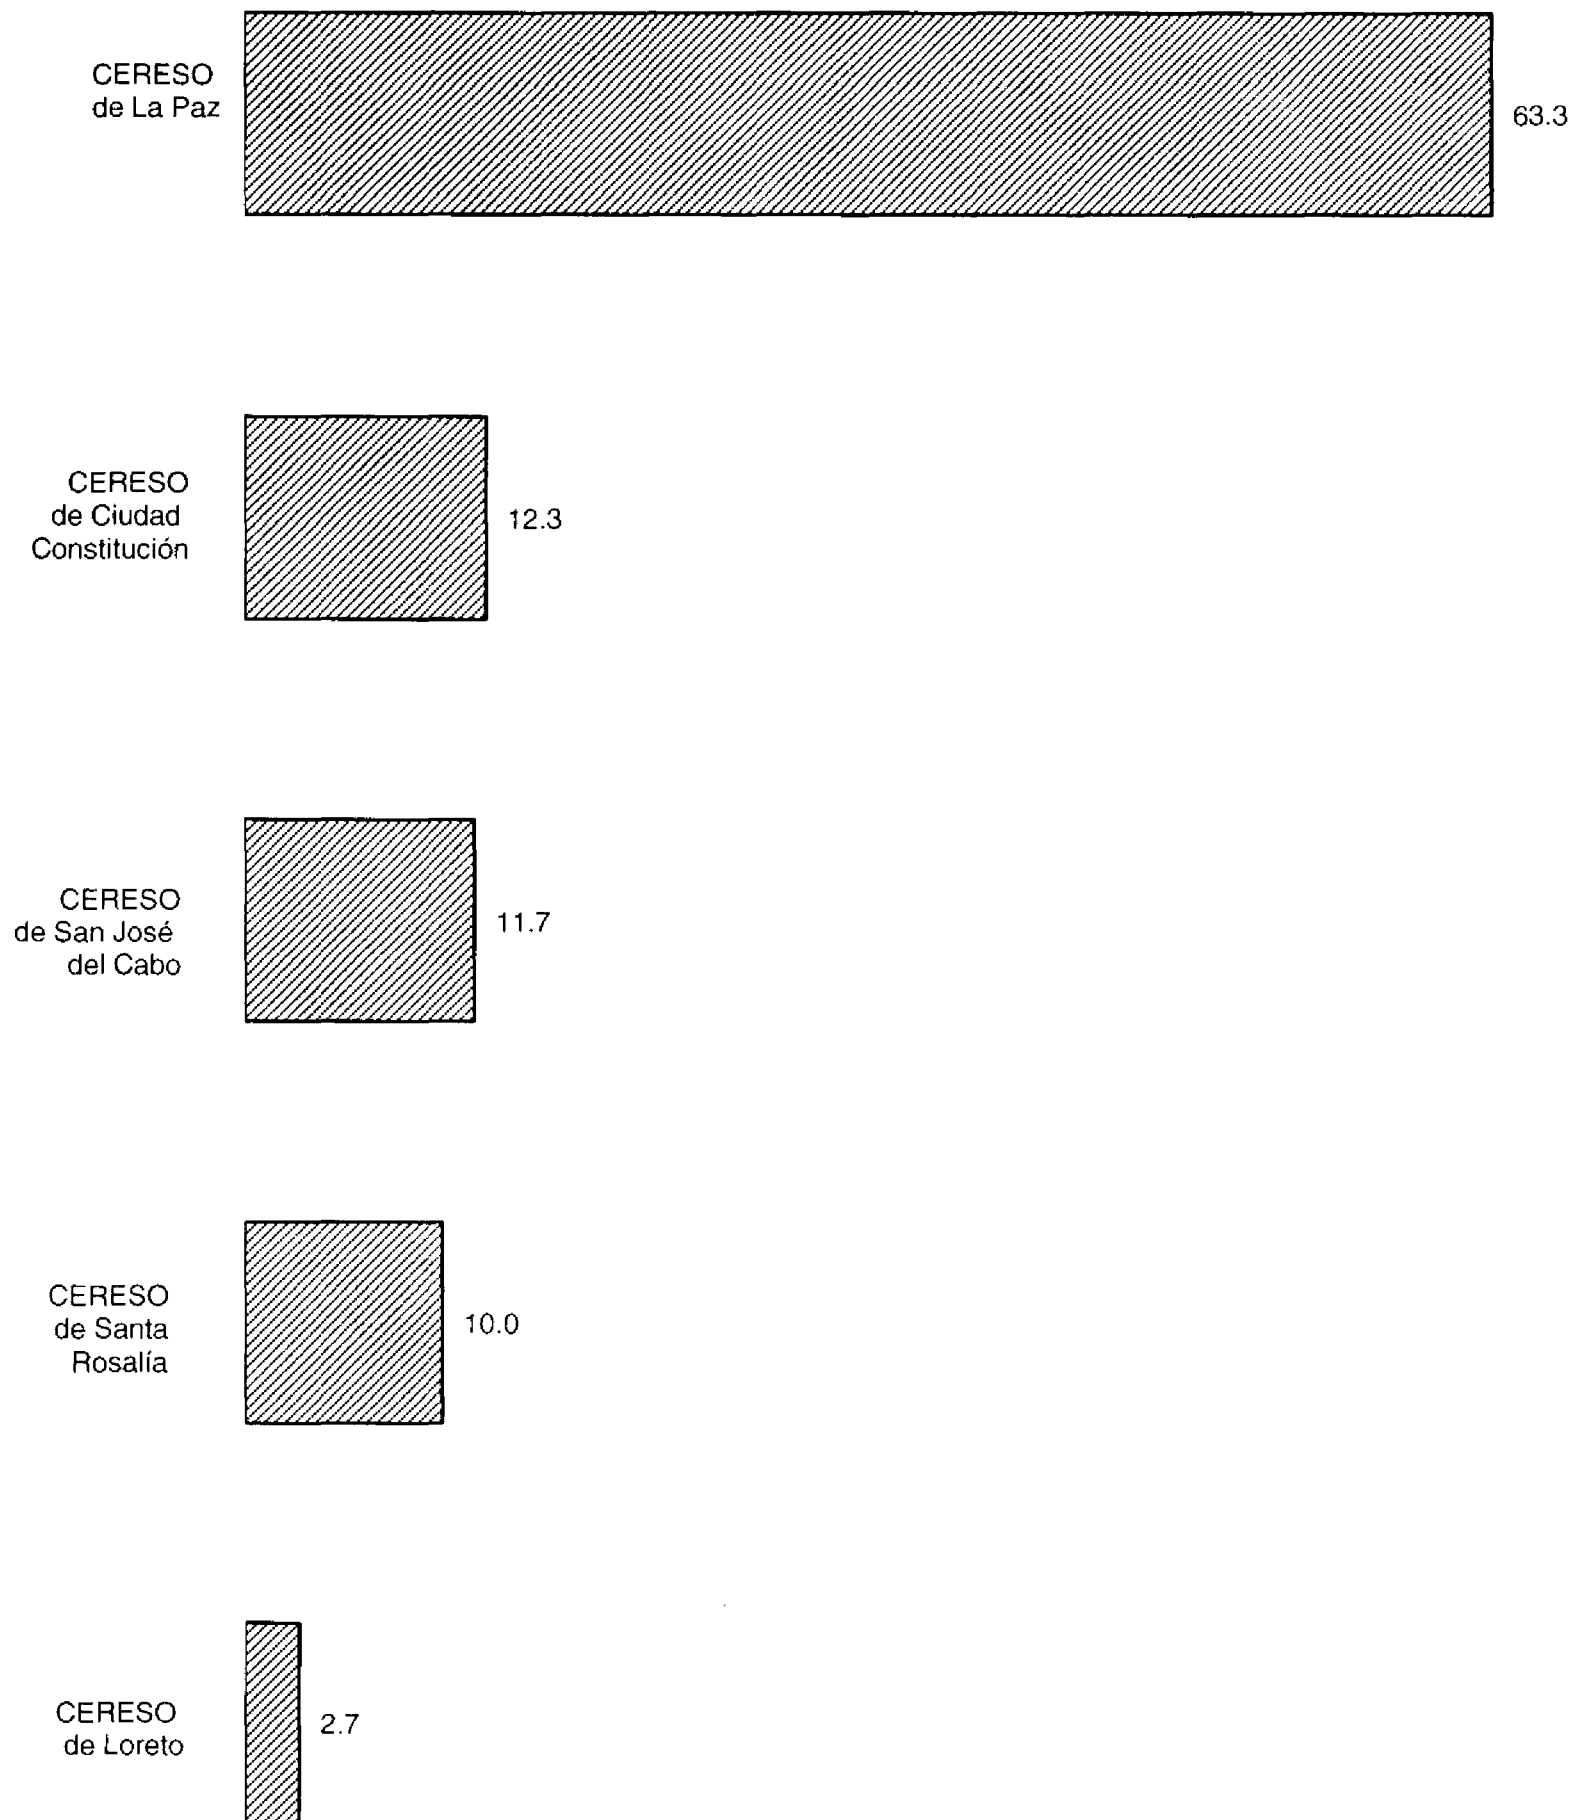 CERESO
de La Paz
63.3
CERESO
de Ciudad
Constitución
12.3
CERESO
de San José
del Cabo
11.7
CERESO
de Santa
Rosalía
10.0
CERESO
de Loreto
2.7